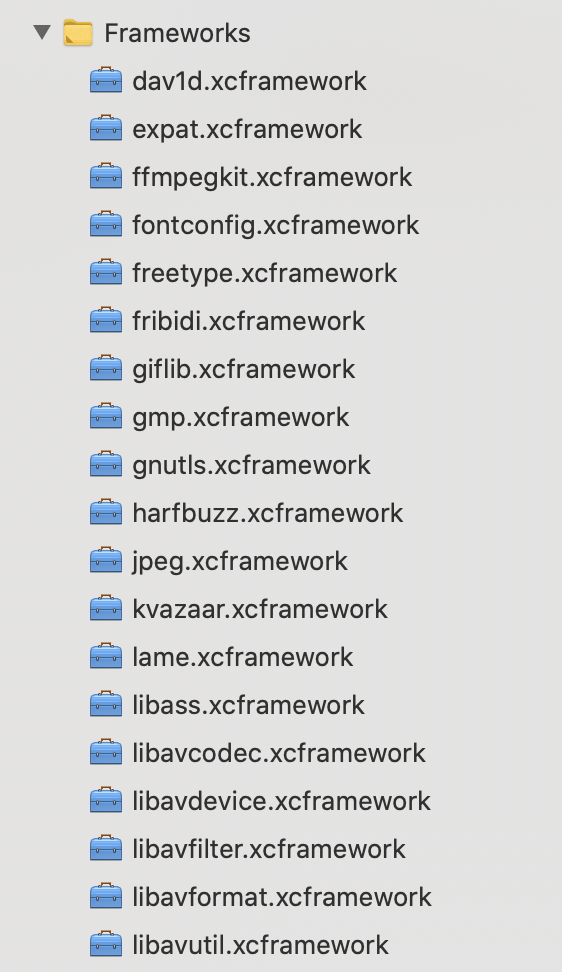 Frameworks
dav1d.xcframework
expat.xcframework
ffmpegkit.xcframework
fontconfig.xcframework
freetype.xcframework
fribidi.xcframework
giflib.xcframework
gmp.xcframework
gnutls.xcframework
harfbuzz.xcframework
jpeg.xcframework
kvazaar.xcframework
lame.xcframework
libass.xcframework
libavcodec.xcframework
libavdevice.xcframework
libavfilter.xcframework
libavformat.xcframework
libavutil.xcframework